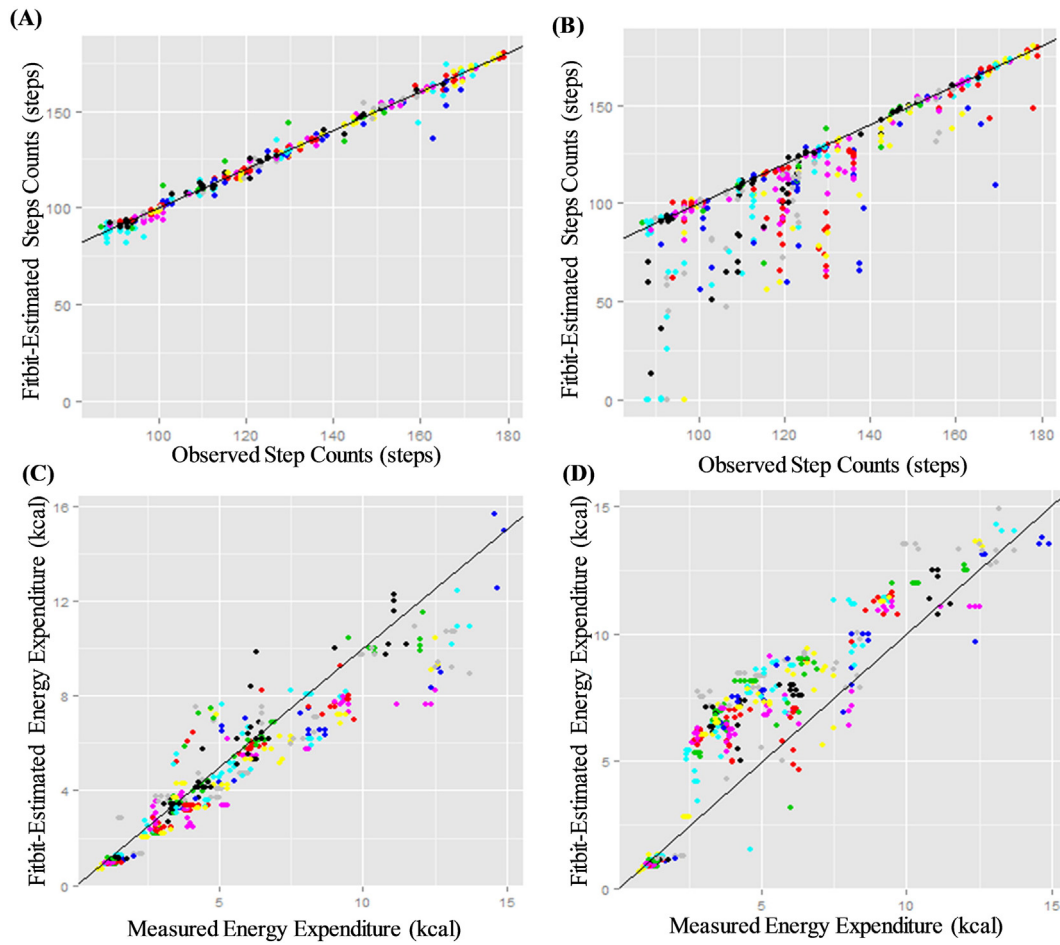 (A)
Fitbit-Estimated Steps Counts (steps)
150
100
50
0
100 120 140 160 180
Observed Step Counts (steps)
(B)
Fitbit-Estimated Steps Counts (steps)
150
100
50
0
100 120 140 160 180
Observed Step Counts (steps)
(C)
Fitbit-Estimated Energy Expenditure (kcal)
16
12
8
4
0
5 10 15
Measured Energy Expenditure (kcal)
(D)
Fitbit-Estimated Energy Expenditure (kcal)
15
10
5
0
5 10 15
Measured Energy Expenditure (kcal)